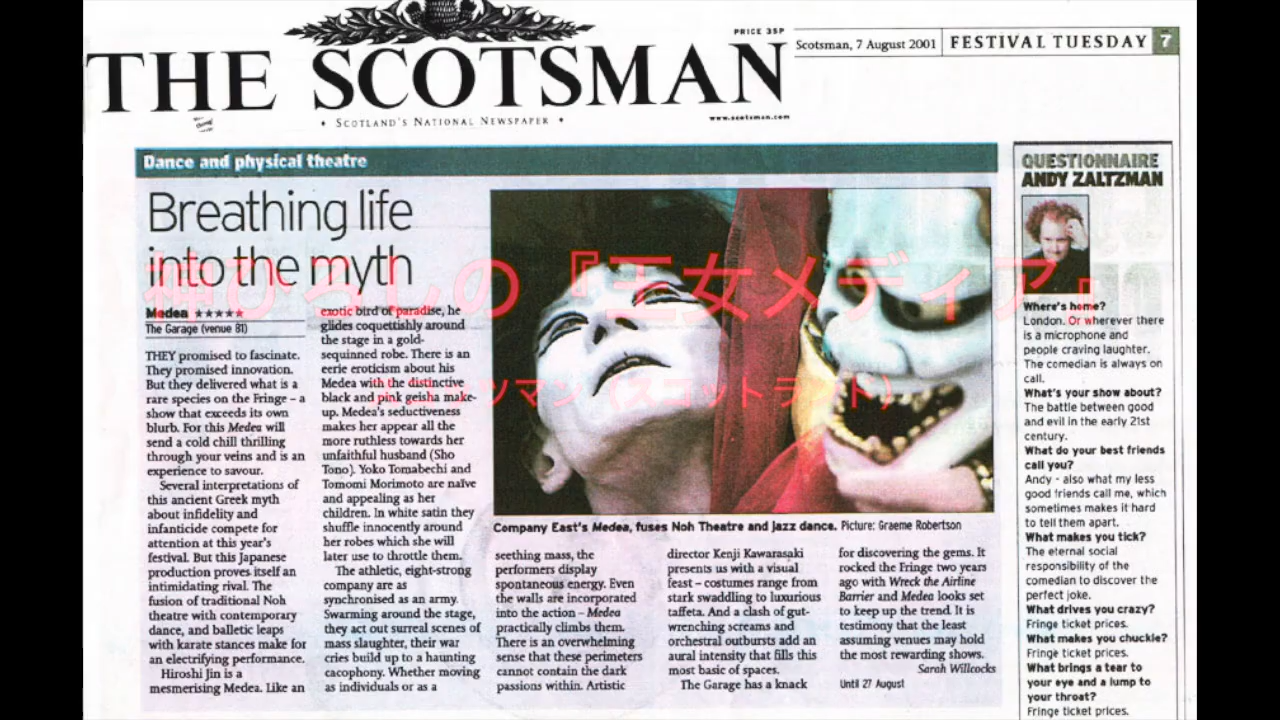 PRICE 35P
THE SCOTSMAN
• SCOTLAND'S NATIONAL NEWSPAPER •
www.scotsman.com
Scotsman, 7 August 2001
FESTIVAL TUESDAY
7
Dance and physical theatre
Breathing life
into the myth
Medea ★★★★★
The Garage (venue 81)
THEY promised to fascinate.
They promised innovation.
But they delivered what is a
rare species on the Fringe – a
show that exceeds its own
blurb. For this Medea will
send a cold chill thrilling
through your veins and is an
experience to savour.
Several interpretations of
this ancient Greek myth
about infidelity and
infanticide compete for
attention at this year's
festival. But this Japanese
production proves itself an
intimidating rival. The
fusion of traditional Noh
theatre with contemporary
dance, and balletic leaps
with karate stances make for
an electrifying performance.
Hiroshi Jin is a
mesmerising Medea. Like an
exotic bird of paradise, he
glides coquettishly around
the stage in a gold-
sequinned robe. There is an
eerie eroticism about his
Medea with the distinctive
black and pink geisha make-
up. Medea's seductiveness
makes her appear all the
more ruthless towards her
unfaithful husband (Sho
Tono). Yoko Tomabechi and
Tomomi Morimoto are naïve
and appealing as her
children. In white satin they
shuffle innocently around
her robes which she will
later use to throttle them.
The athletic, eight-strong
company are as
synchronised as an army.
Swarming around the stage,
they act out surreal scenes of
mass slaughter, their war
cries build up to a haunting
cacophony. Whether moving
as individuals or as a
Company East's Medea, fuses Noh Theatre and jazz dance. Picture: Graeme Robertson
seething mass, the
performers display
spontaneous energy. Even
the walls are incorporated
into the action – Medea
practically climbs them.
There is an overwhelming
sense that these perimeters
cannot contain the dark
passions within. Artistic
director Kenji Kawarasaki
presents us with a visual
feast – costumes range from
stark swaddling to luxurious
taffeta. And a clash of gut-
wrenching screams and
orchestral outbursts add an
aural intensity that fills this
most basic of spaces.
The Garage has a knack
for discovering the gems. It
rocked the Fringe two years
ago with Wreck the Airline
Barrier and Medea looks set
to keep up the trend. It is
testimony that the least
assuming venues may hold
the most rewarding shows.
Sarah Willcocks
Until 27 August
QUESTIONNAIRE
ANDY ZALTZMAN
Where's home?
London. Or wherever there
is a microphone and
people craving laughter.
The comedian is always on
call.
What's your show about?
The battle between good
and evil in the early 21st
century.
What do your best friends
call you?
Andy - also what my less
good friends call me, which
sometimes makes it hard
to tell them apart.
What makes you tick?
The eternal social
responsibility of the
comedian to discover the
perfect joke.
What drives you crazy?
Fringe ticket prices.
What makes you chuckle?
Fringe ticket prices.
What brings a tear to
your eye and a lump to
your throat?
Fringe ticket prices.
神ひろしの『王女メディア』